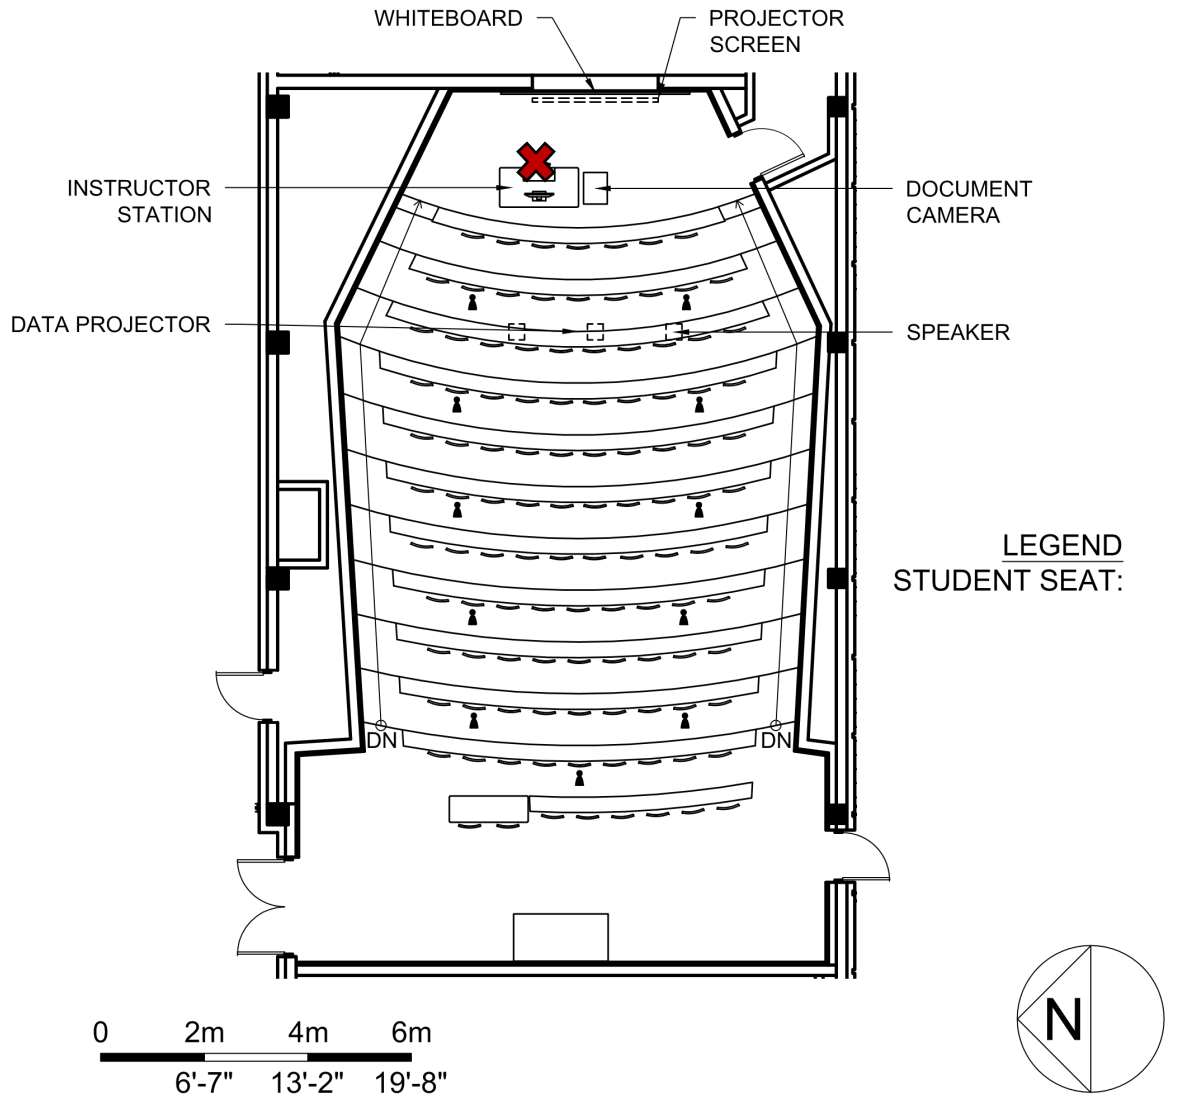 WHITEBOARD
PROJECTOR
SCREEN
INSTRUCTOR
STATION
DOCUMENT
CAMERA
DATA PROJECTOR
SPEAKER
LEGEND
STUDENT SEAT:
DN
DN
N
0 2m 4m 6m
6'-7" 13'-2" 19'-8"